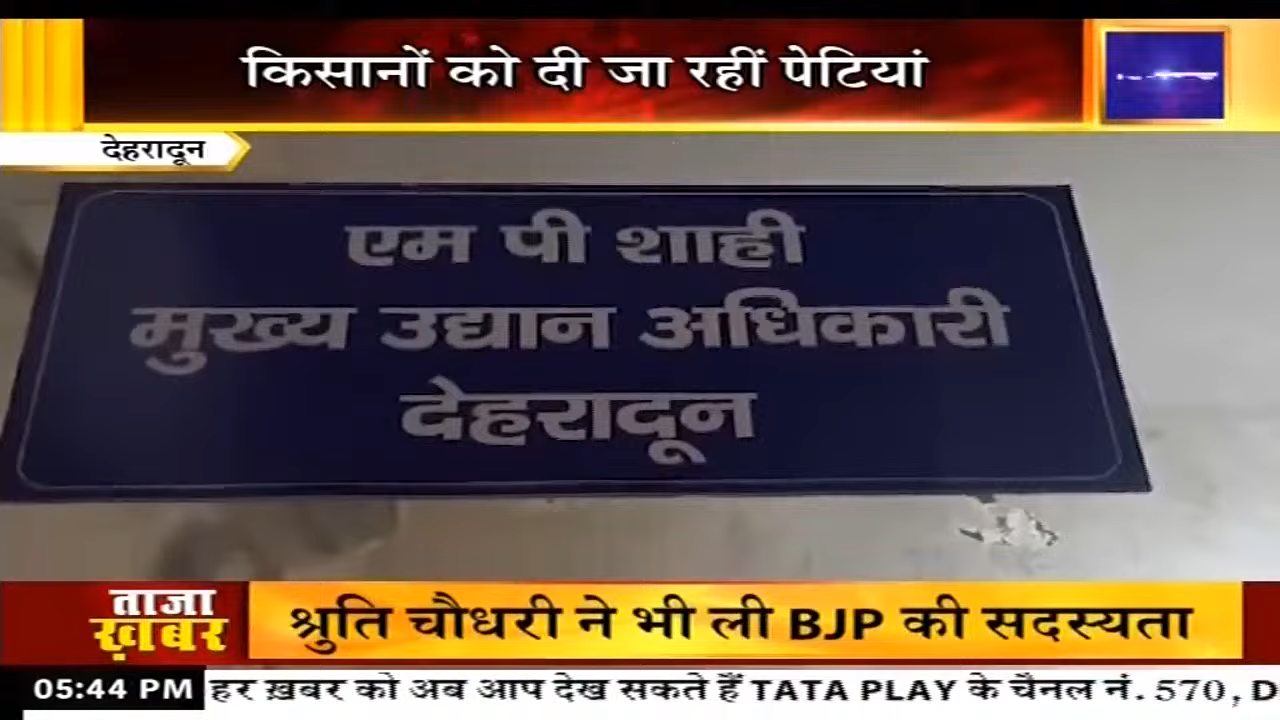 किसानों को दी जा रहीं पेटियां
देहरादून
एम पी शाही
मुख्य उद्यान अधिकारी
देहरादून
ताजा
ख़बर
श्रुति चौधरी ने भी ली BJP की सदस्यता
05:44 PM
हर ख़बर को अब आप देख सकते हैं TATA PLAY के चैनल नं. 570, D